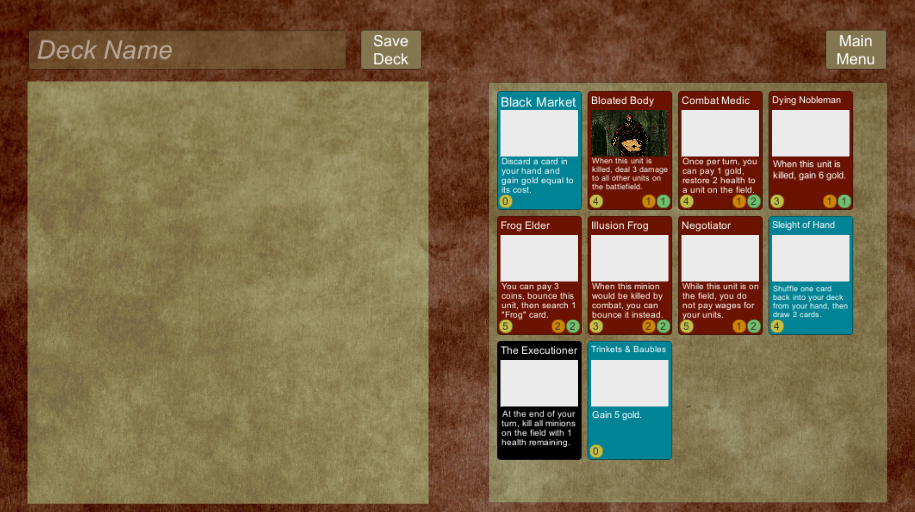 Deck Name
Save
Deck
Main
Menu
Black Market
Discard a card in
your hand and
gain gold equal to
its cost.
0
Bloated Body
When this unit is
killed, deal 3 damage
to all other units on
the battlefield.
4 1 1
Combat Medic
Once per turn, you
can pay 1 gold,
restore 2 health to
a unit on the field.
4 1 2
Dying Nobleman
When this unit is
killed, gain 6 gold.
3 1 1
Frog Elder
You can pay 3
coins, bounce this
unit, then search 1
"Frog" card.
5 2 2
Illusion Frog
When this minion
would be killed by
combat, you can
bounce it instead.
3 2 2
Negotiator
While this unit is on
the field, you do
not pay wages for
your units.
5 1 2
Sleight of Hand
Shuffle one card
back into your deck
from your hand, then
draw 2 cards.
4
The Executioner
At the end of your
turn, kill all minions
on the field with 1
health remaining.
Trinkets & Baubles
Gain 5 gold.
0